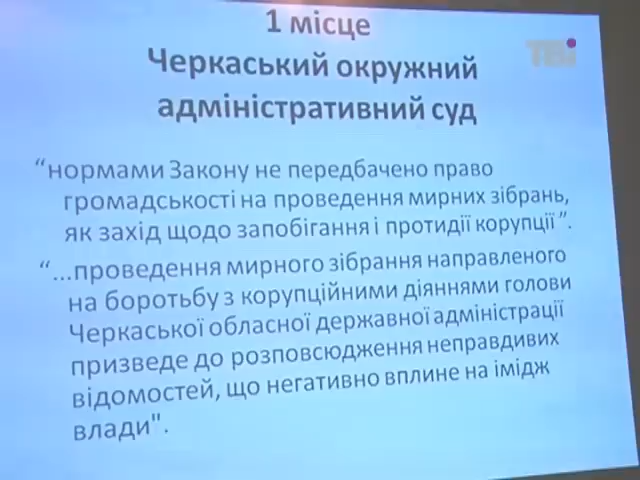 1 місце
Черкаський окружний
адміністративний суд
ТВі
“нормами Закону не передбачено право
громадськості на проведення мирних зібрань,
як захід щодо запобігання і протидії корупції”.
“...проведення мирного зібрання направленого
на боротьбу з корупційними діяннями голови
Черкаської обласної державної адміністрації
призведе до розповсюдження неправдивих
відомостей, що негативно вплине на імідж
влади".